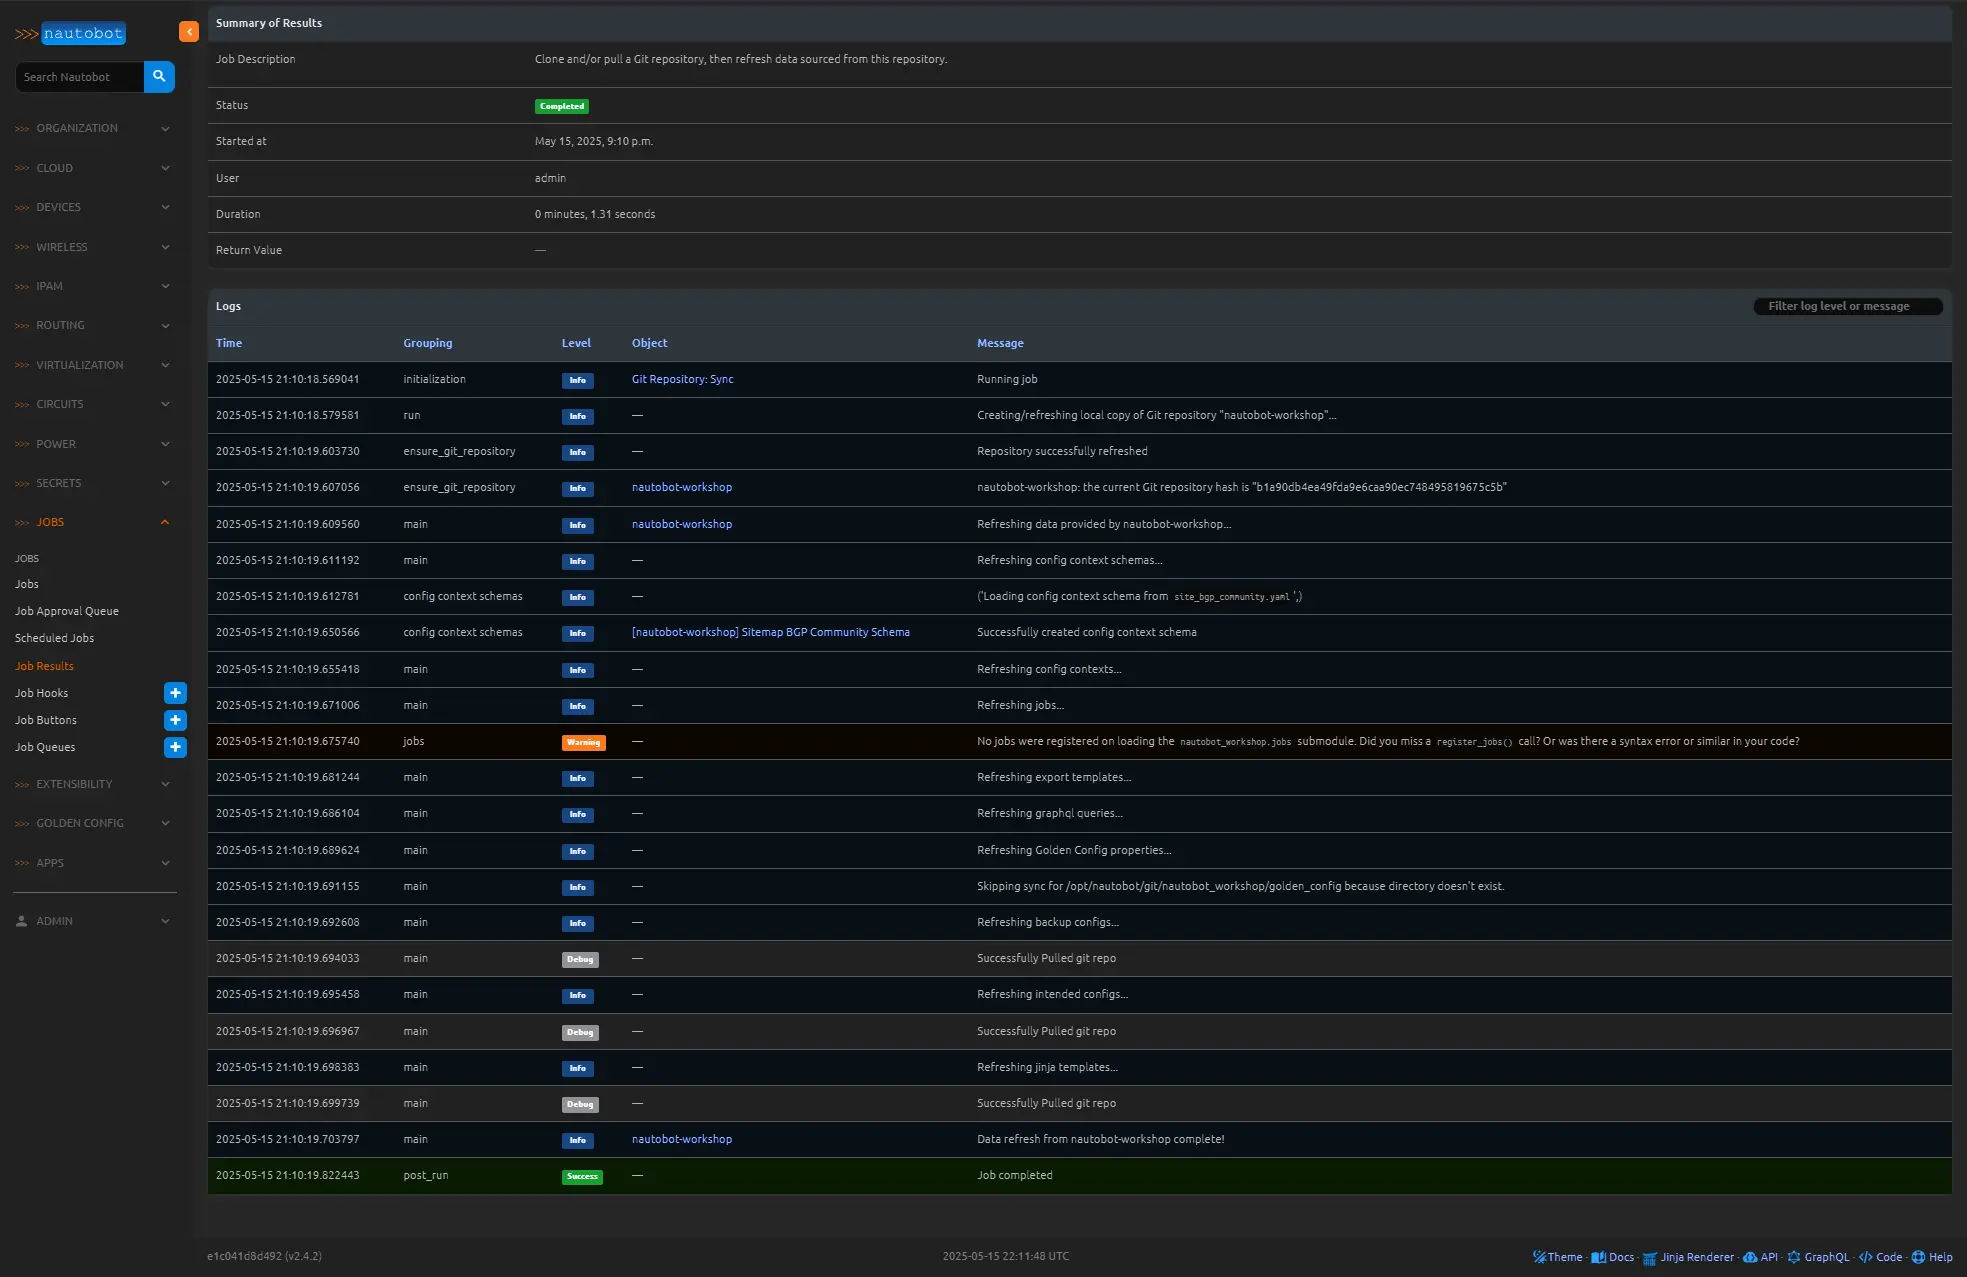 >>> nautobot
Search Nautobot
>>> ORGANIZATION
>>> CLOUD
>>> DEVICES
>>> WIRELESS
>>> IPAM
>>> ROUTING
>>> VIRTUALIZATION
>>> CIRCUITS
>>> POWER
>>> SECRETS
>>> JOBS
JOBS
Jobs
Job Approval Queue
Scheduled Jobs
Job Results
Job Hooks
Job Buttons
Job Queues
>>> EXTENSIBILITY
>>> GOLDEN CONFIG
>>> APPS
ADMIN
Summary of Results
Job Description Clone and/or pull a Git repository, then refresh data sourced from this repository.
Status Completed
Started at May 15, 2025, 9:10 p.m.
User admin
Duration 0 minutes, 1.31 seconds
Return Value —
Logs Filter log level or message
Time Grouping Level Object Message
2025-05-15 21:10:18.569041 initialization Info Git Repository: Sync Running job
2025-05-15 21:10:18.579581 run Info — Creating/refreshing local copy of Git repository "nautobot-workshop"...
2025-05-15 21:10:19.603730 ensure_git_repository Info — Repository successfully refreshed
2025-05-15 21:10:19.607056 ensure_git_repository Info nautobot-workshop nautobot-workshop: the current Git repository hash is "b1a90db4ea49fda9e6caa90ec748495819675c5b"
2025-05-15 21:10:19.609560 main Info nautobot-workshop Refreshing data provided by nautobot-workshop...
2025-05-15 21:10:19.611192 main Info — Refreshing config context schemas...
2025-05-15 21:10:19.612781 config context schemas Info — ('Loading config context schema from site_bgp_community.yaml ',)
2025-05-15 21:10:19.650566 config context schemas Info [nautobot-workshop] Sitemap BGP Community Schema Successfully created config context schema
2025-05-15 21:10:19.655418 main Info — Refreshing config contexts...
2025-05-15 21:10:19.671006 main Info — Refreshing jobs...
2025-05-15 21:10:19.675740 jobs Warning — No jobs were registered on loading the nautobot_workshop.jobs submodule. Did you miss a register_jobs() call? Or was there a syntax error or similar in your code?
2025-05-15 21:10:19.681244 main Info — Refreshing export templates...
2025-05-15 21:10:19.686104 main Info — Refreshing graphql queries...
2025-05-15 21:10:19.689624 main Info — Refreshing Golden Config properties...
2025-05-15 21:10:19.691155 main Info — Skipping sync for /opt/nautobot/git/nautobot_workshop/golden_config because directory doesn't exist.
2025-05-15 21:10:19.692608 main Info — Refreshing backup configs...
2025-05-15 21:10:19.694033 main Debug — Successfully Pulled git repo
2025-05-15 21:10:19.695458 main Info — Refreshing intended configs...
2025-05-15 21:10:19.696967 main Debug — Successfully Pulled git repo
2025-05-15 21:10:19.698383 main Info — Refreshing jinja templates...
2025-05-15 21:10:19.699739 main Debug — Successfully Pulled git repo
2025-05-15 21:10:19.703797 main Info nautobot-workshop Data refresh from nautobot-workshop complete!
2025-05-15 21:10:19.822443 post_run Success — Job completed
e1c041d8d492 (v2.4.2) 2025-05-15 22:11:48 UTC Theme · Docs · Jinja Renderer · API · GraphQL · Code · Help